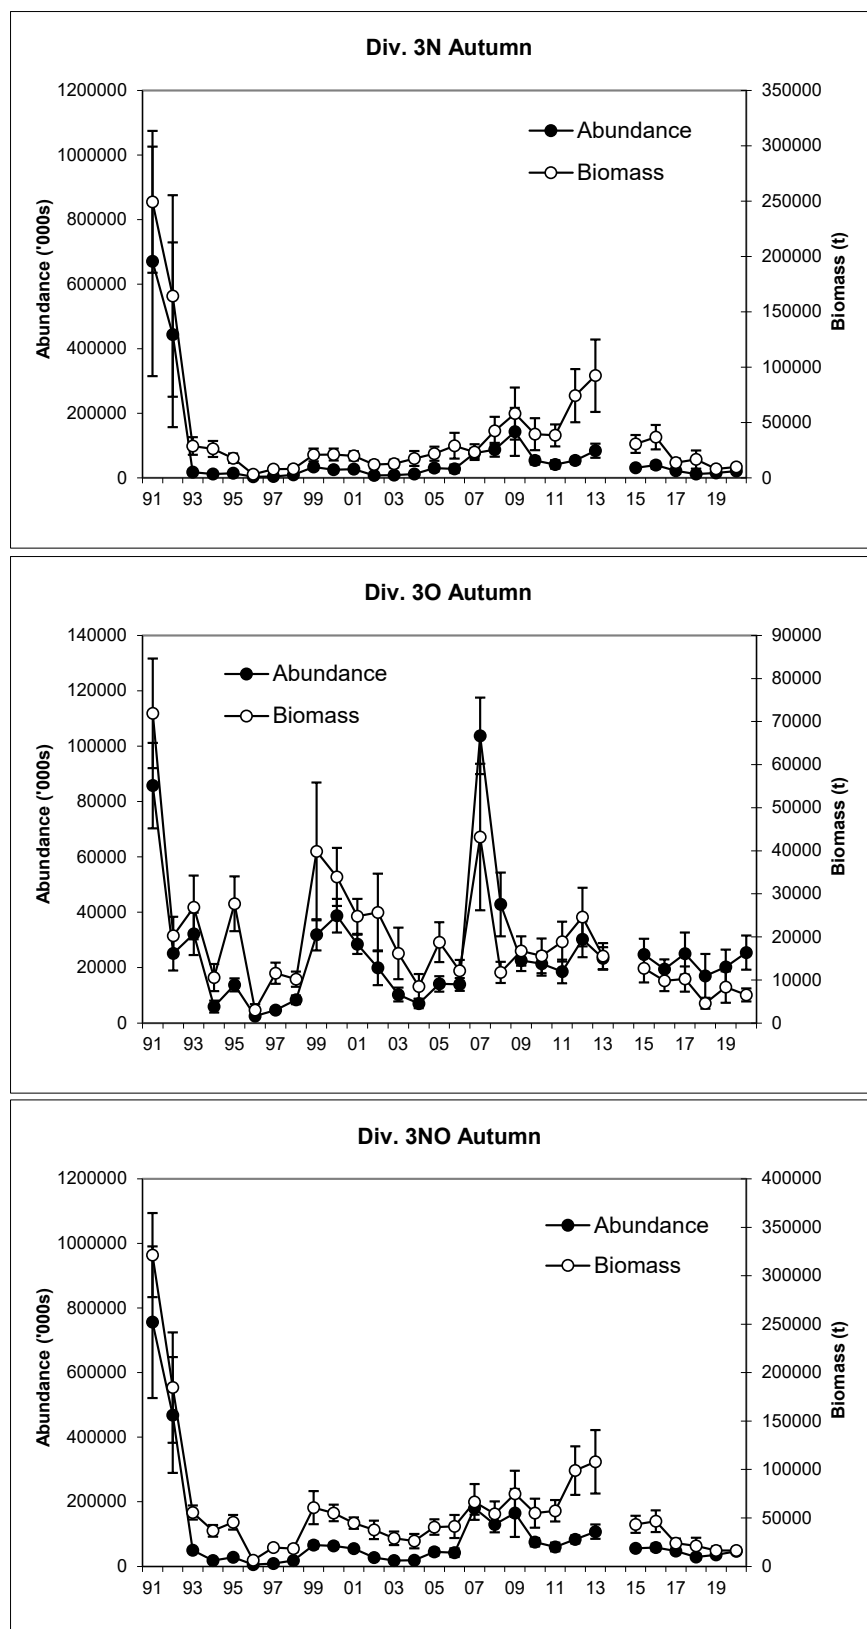 Div. 3N Autumn
Abundance ('000s)
1200000
1000000
800000
600000
400000
200000
0
Abundance
Biomass
350000
300000
250000
200000
150000
100000
50000
0
Biomass (t)
91 93 95 97 99 01 03 05 07 09 11 13 15 17 19
Div. 3O Autumn
Abundance ('000s)
140000
120000
100000
80000
60000
40000
20000
0
Abundance
Biomass
90000
80000
70000
60000
50000
40000
30000
20000
10000
0
Biomass (t)
91 93 95 97 99 01 03 05 07 09 11 13 15 17 19
Div. 3NO Autumn
Abundance ('000s)
1200000
1000000
800000
600000
400000
200000
0
Abundance
Biomass
400000
350000
300000
250000
200000
150000
100000
50000
0
Biomass (t)
91 93 95 97 99 01 03 05 07 09 11 13 15 17 19